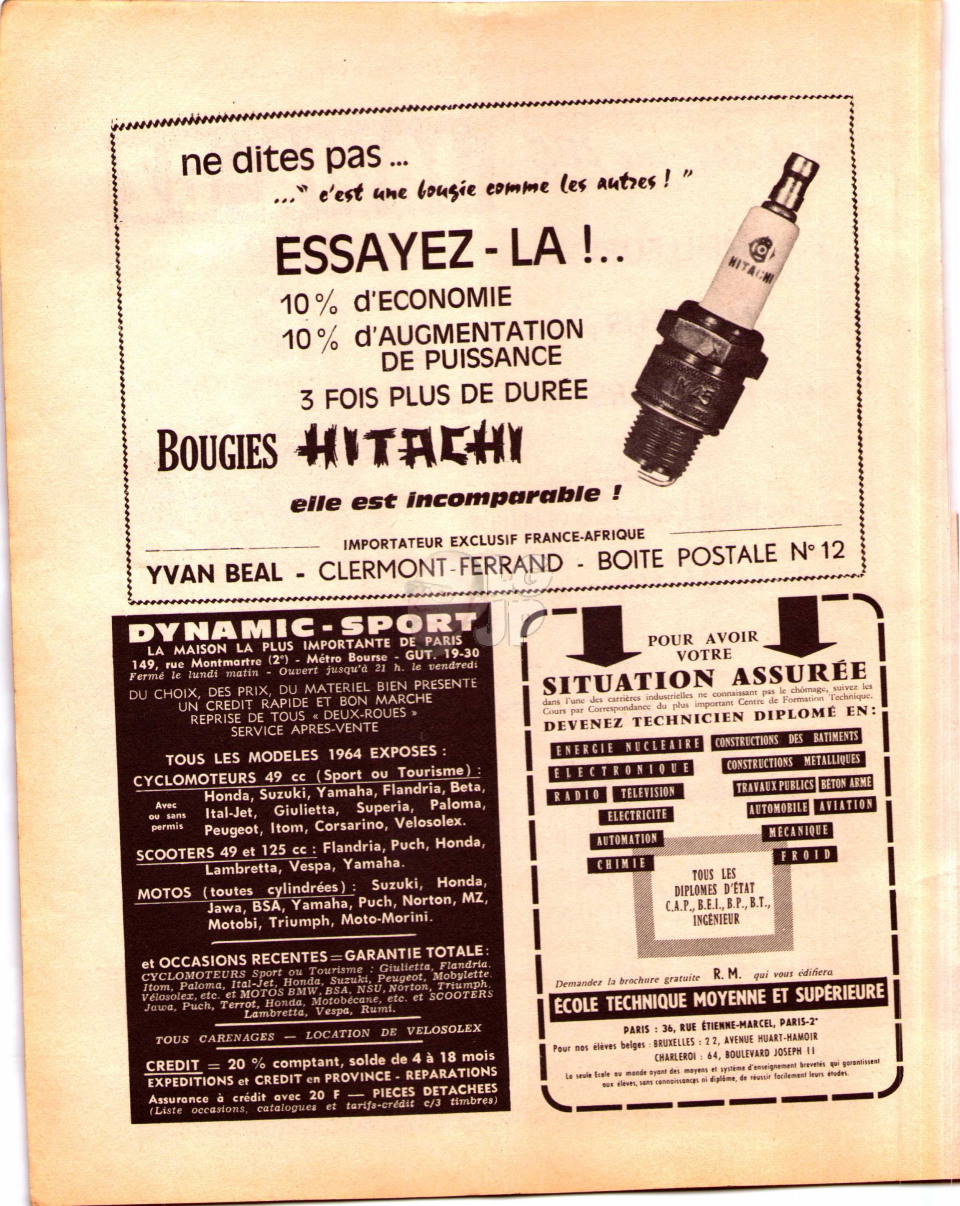 ne dites pas ...
..." c'est une bougie comme les autres ! "
ESSAYEZ - LA !..
10 % d'ECONOMIE
10 % d'AUGMENTATION
DE PUISSANCE
3 FOIS PLUS DE DURÉE
BOUGIES HITACHI
elle est incomparable !
HITACHI
M 25
IMPORTATEUR EXCLUSIF FRANCE-AFRIQUE
YVAN BEAL - CLERMONT-FERRAND - BOITE POSTALE N° 12
DYNAMIC - SPORT
LA MAISON LA PLUS IMPORTANTE DE PARIS
149, rue Montmartre (2°) - Métro Bourse - GUT. 19-30
Fermé le lundi matin - Ouvert jusqu'à 21 h. le vendredi
DU CHOIX, DES PRIX, DU MATERIEL BIEN PRESENTE
UN CREDIT RAPIDE ET BON MARCHE
REPRISE DE TOUS « DEUX-ROUES »
SERVICE APRES-VENTE
TOUS LES MODELES 1964 EXPOSES :
CYCLOMOTEURS 49 cc (Sport ou Tourisme) :
Avec ou sans permis
Honda, Suzuki, Yamaha, Flandria, Beta,
Ital-Jet, Giulietta, Superia, Paloma,
Peugeot, Itom, Corsarino, Velosolex.
SCOOTERS 49 et 125 cc : Flandria, Puch, Honda,
Lambretta, Vespa, Yamaha.
MOTOS (toutes cylindrées) : Suzuki, Honda,
Jawa, BSA, Yamaha, Puch, Norton, MZ,
Motobi, Triumph, Moto-Morini.
et OCCASIONS RECENTES = GARANTIE TOTALE :
CYCLOMOTEURS Sport ou Tourisme : Giulietta, Flandria,
Itom, Paloma, Ital-Jet, Honda, Suzuki, Peugeot, Mobylette,
Vélosolex, etc. et MOTOS BMW, BSA, NSU, Norton, Triumph,
Jawa, Puch, Terrot, Honda, Motobécane, etc. et SCOOTERS
Lambretta, Vespa, Rumi.
TOUS CARENAGES — LOCATION DE VELOSOLEX
CREDIT = 20 % comptant, solde de 4 à 18 mois
EXPEDITIONS et CREDIT en PROVINCE - REPARATIONS
Assurance à crédit avec 20 F — PIECES DETACHEES
(Liste occasions, catalogues et tarifs-crédit c/3 timbres)
POUR AVOIR
VOTRE
SITUATION ASSURÉE
dans l'une des carrières industrielles ne connaissant pas le chômage, suivez les
Cours par Correspondance du plus important Centre de Formation Technique.
DEVENEZ TECHNICIEN DIPLOMÉ EN :
ENERGIE NUCLÉAIRE
CONSTRUCTIONS DES BATIMENTS
ÉLECTRONIQUE
CONSTRUCTIONS METALLIQUES
RADIO
TÉLÉVISION
TRAVAUX PUBLICS
BÉTON ARMÉ
ELECTRICITE
AUTOMOBILE
AVIATION
AUTOMATION
MÉCANIQUE
CHIMIE
FROID
TOUS LES
DIPLOMES D'ÉTAT
C.A.P., B.E.I., B.P., B.T.,
INGÉNIEUR
Demandez la brochure gratuite R. M. qui vous édifiera
ÉCOLE TECHNIQUE MOYENNE ET SUPÉRIEURE
PARIS : 36, RUE ÉTIENNE-MARCEL, PARIS-2e
Pour nos élèves belges : BRUXELLES : 22, AVENUE HUART-HAMOIR
CHARLEROI : 64, BOULEVARD JOSEPH II
La seule Ecole au monde ayant des moyens et système d'enseignement brevetés qui garantissent
aux élèves, sans connaissances ni diplôme, de réussir facilement leurs études.